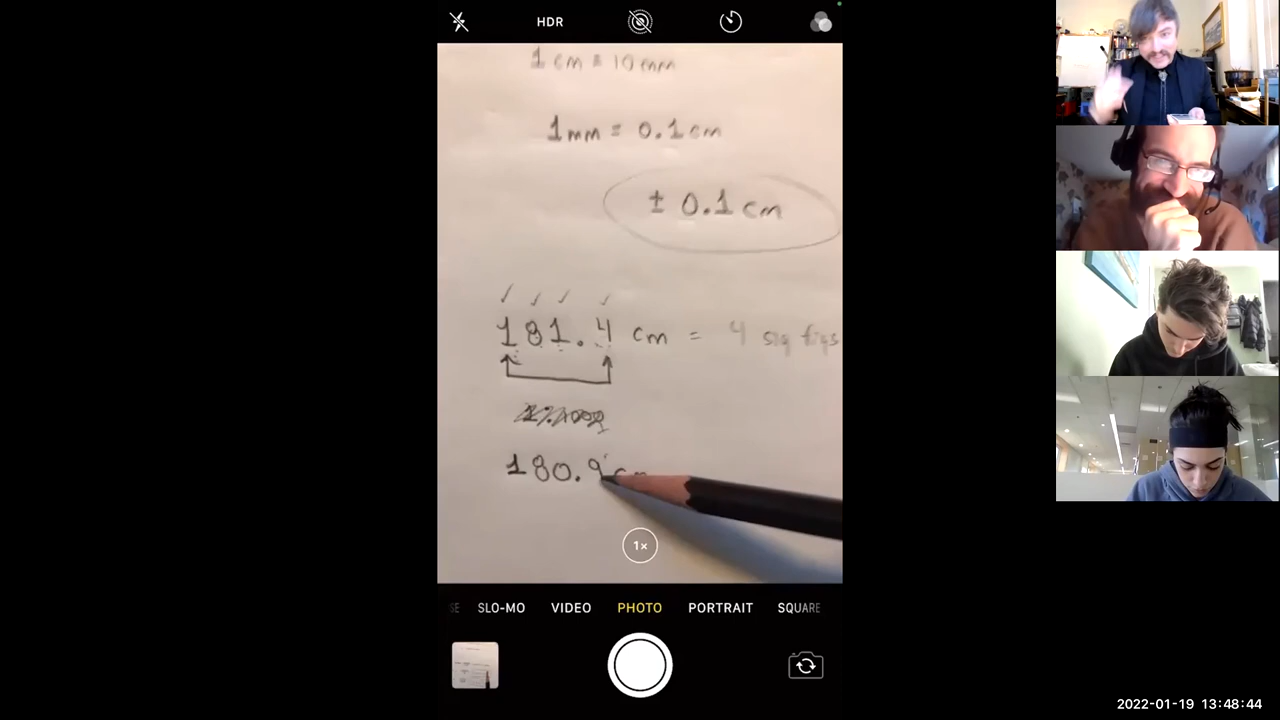 HDR
1 cm = 10 mm
1 mm = 0.1 cm
± 0.1 cm
181.4 cm = 4 sig figs
180.9 cm
1×
SLO-MO VIDEO PHOTO PORTRAIT SQUARE
2022-01-19 13:48:44